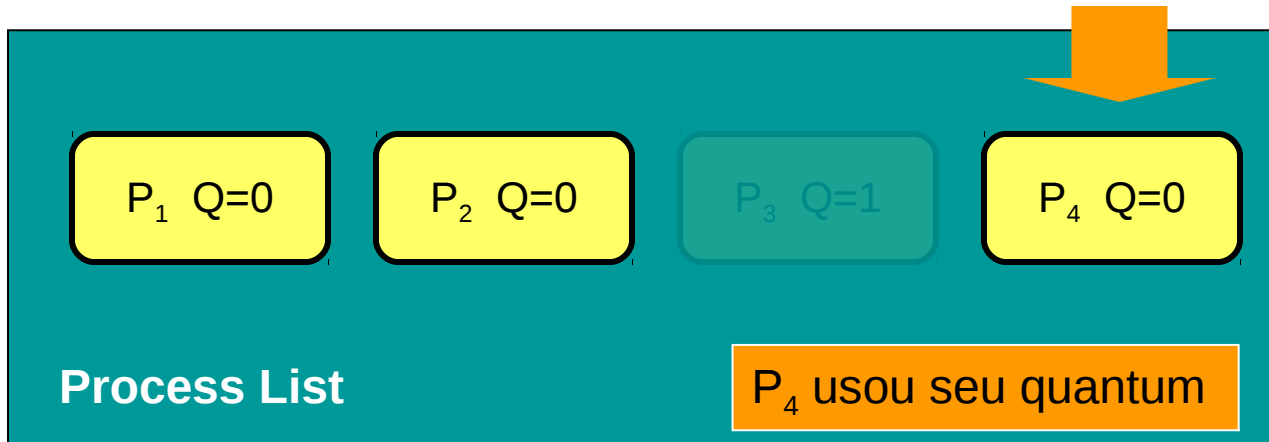 P₁ Q=0
P₂ Q=0
P₃ Q=1
P₄ Q=0
Process List
P₄ usou seu quantum